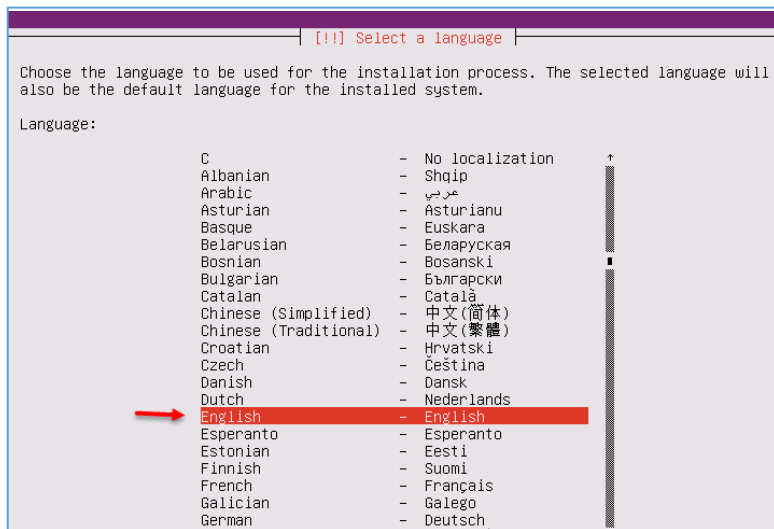 [!!] Select a language
Choose the language to be used for the installation process. The selected language will
also be the default language for the installed system.
Language:
C - No localization
Albanian - Shqip
Arabic - عربي
Asturian - Asturianu
Basque - Euskara
Belarusian - Беларуская
Bosnian - Bosanski
Bulgarian - Български
Catalan - Català
Chinese (Simplified) - 中文(简体)
Chinese (Traditional) - 中文(繁體)
Croatian - Hrvatski
Czech - Čeština
Danish - Dansk
Dutch - Nederlands
English - English
Esperanto - Esperanto
Estonian - Eesti
Finnish - Suomi
French - Français
Galician - Galego
German - Deutsch